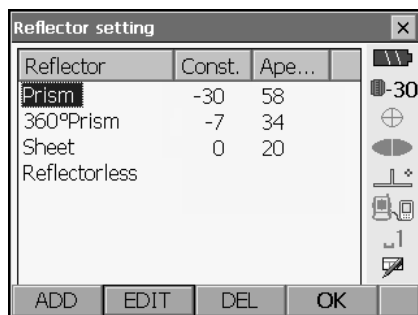 Reflector setting
Reflector Const. Ape...
Prism -30 58
360°Prism -7 34
Sheet 0 20
Reflectorless
-30
1
ADD EDIT DEL OK